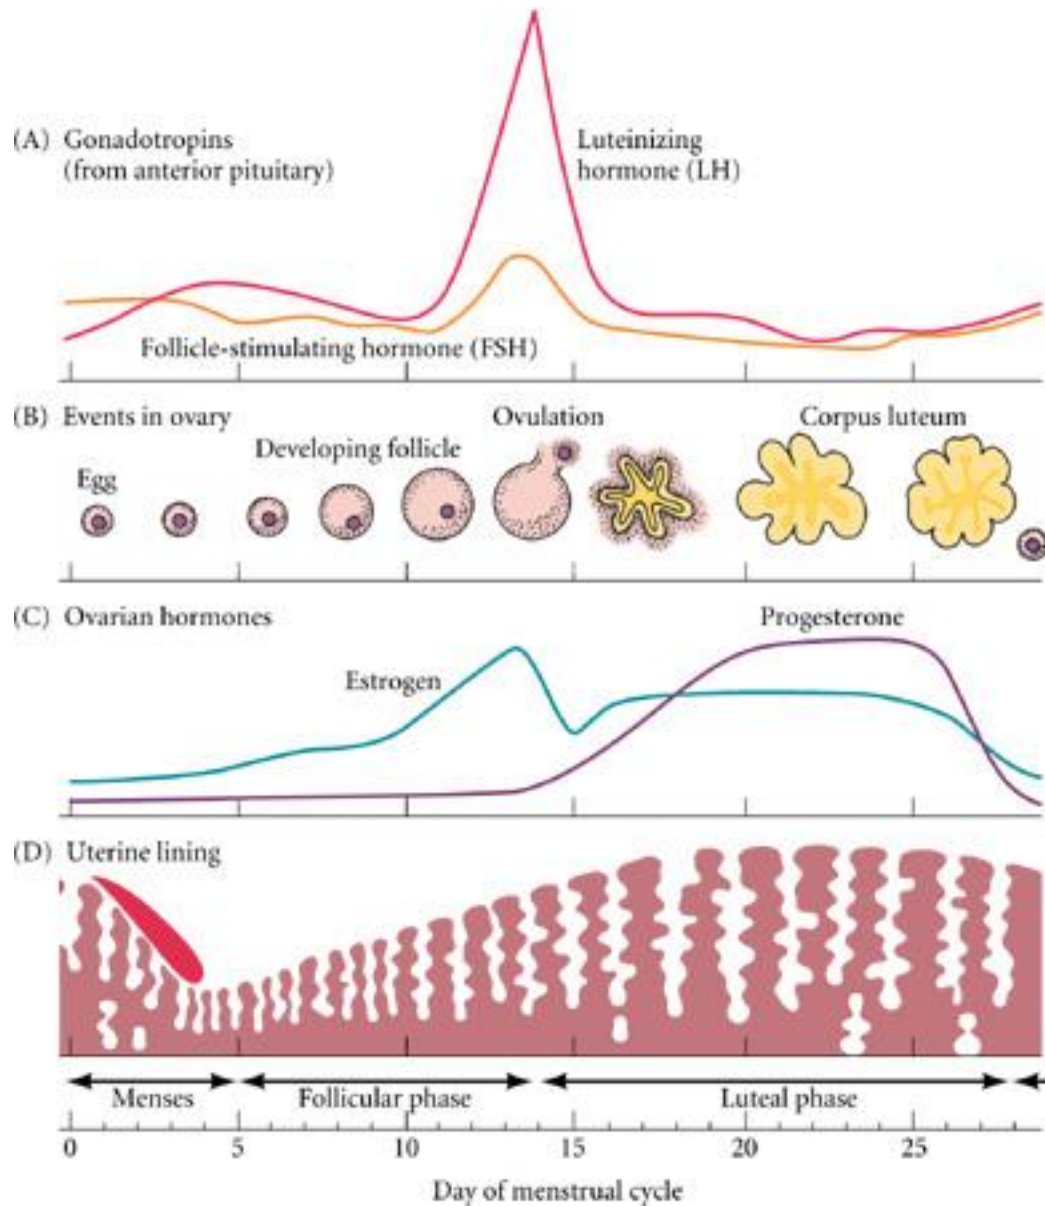 (A) Gonadotropins
(from anterior pituitary)
Luteinizing
hormone (LH)
Follicle-stimulating hormone (FSH)
(B) Events in ovary
Ovulation
Corpus luteum
Developing follicle
Egg
(C) Ovarian hormones
Progesterone
Estrogen
(D) Uterine lining
Menses
Follicular phase
Luteal phase
0 5 10 15 20 25
Day of menstrual cycle